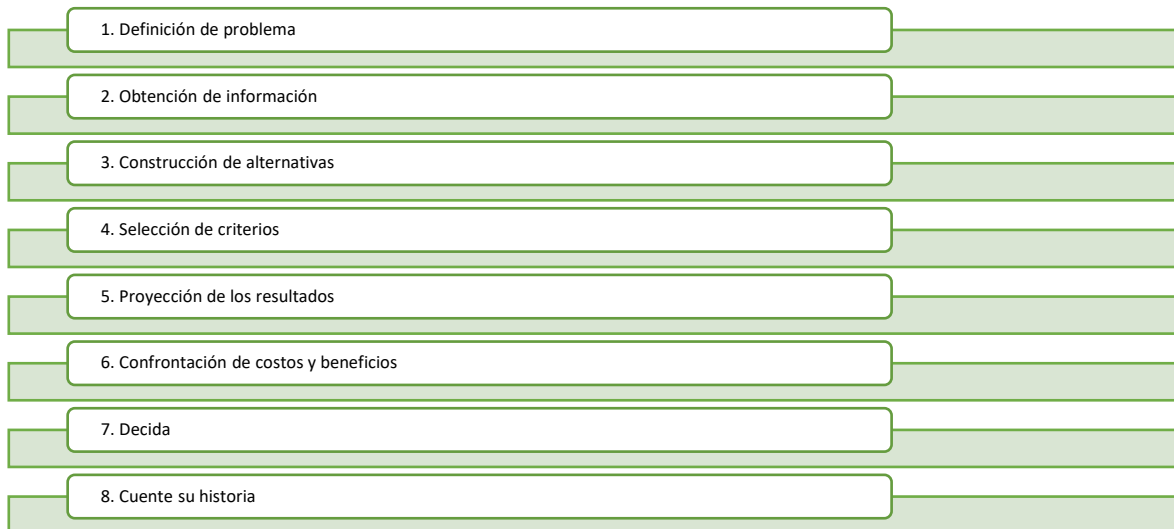 1. Definición de problema
2. Obtención de información
3. Construcción de alternativas
4. Selección de criterios
5. Proyección de los resultados
6. Confrontación de costos y beneficios
7. Decida
8. Cuente su historia